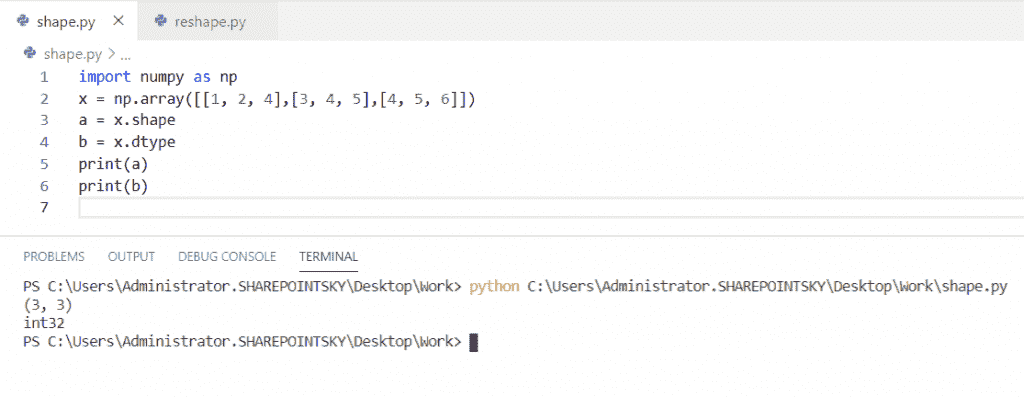 shape.py reshape.py
shape.py > ...
1 import numpy as np
2 x = np.array([[1, 2, 4],[3, 4, 5],[4, 5, 6]])
3 a = x.shape
4 b = x.dtype
5 print(a)
6 print(b)
7
PROBLEMS OUTPUT DEBUG CONSOLE TERMINAL
PS C:\Users\Administrator.SHAREPOINTSKY\Desktop\Work> python C:\Users\Administrator.SHAREPOINTSKY\Desktop\Work\shape.py
(3, 3)
int32
PS C:\Users\Administrator.SHAREPOINTSKY\Desktop\Work>